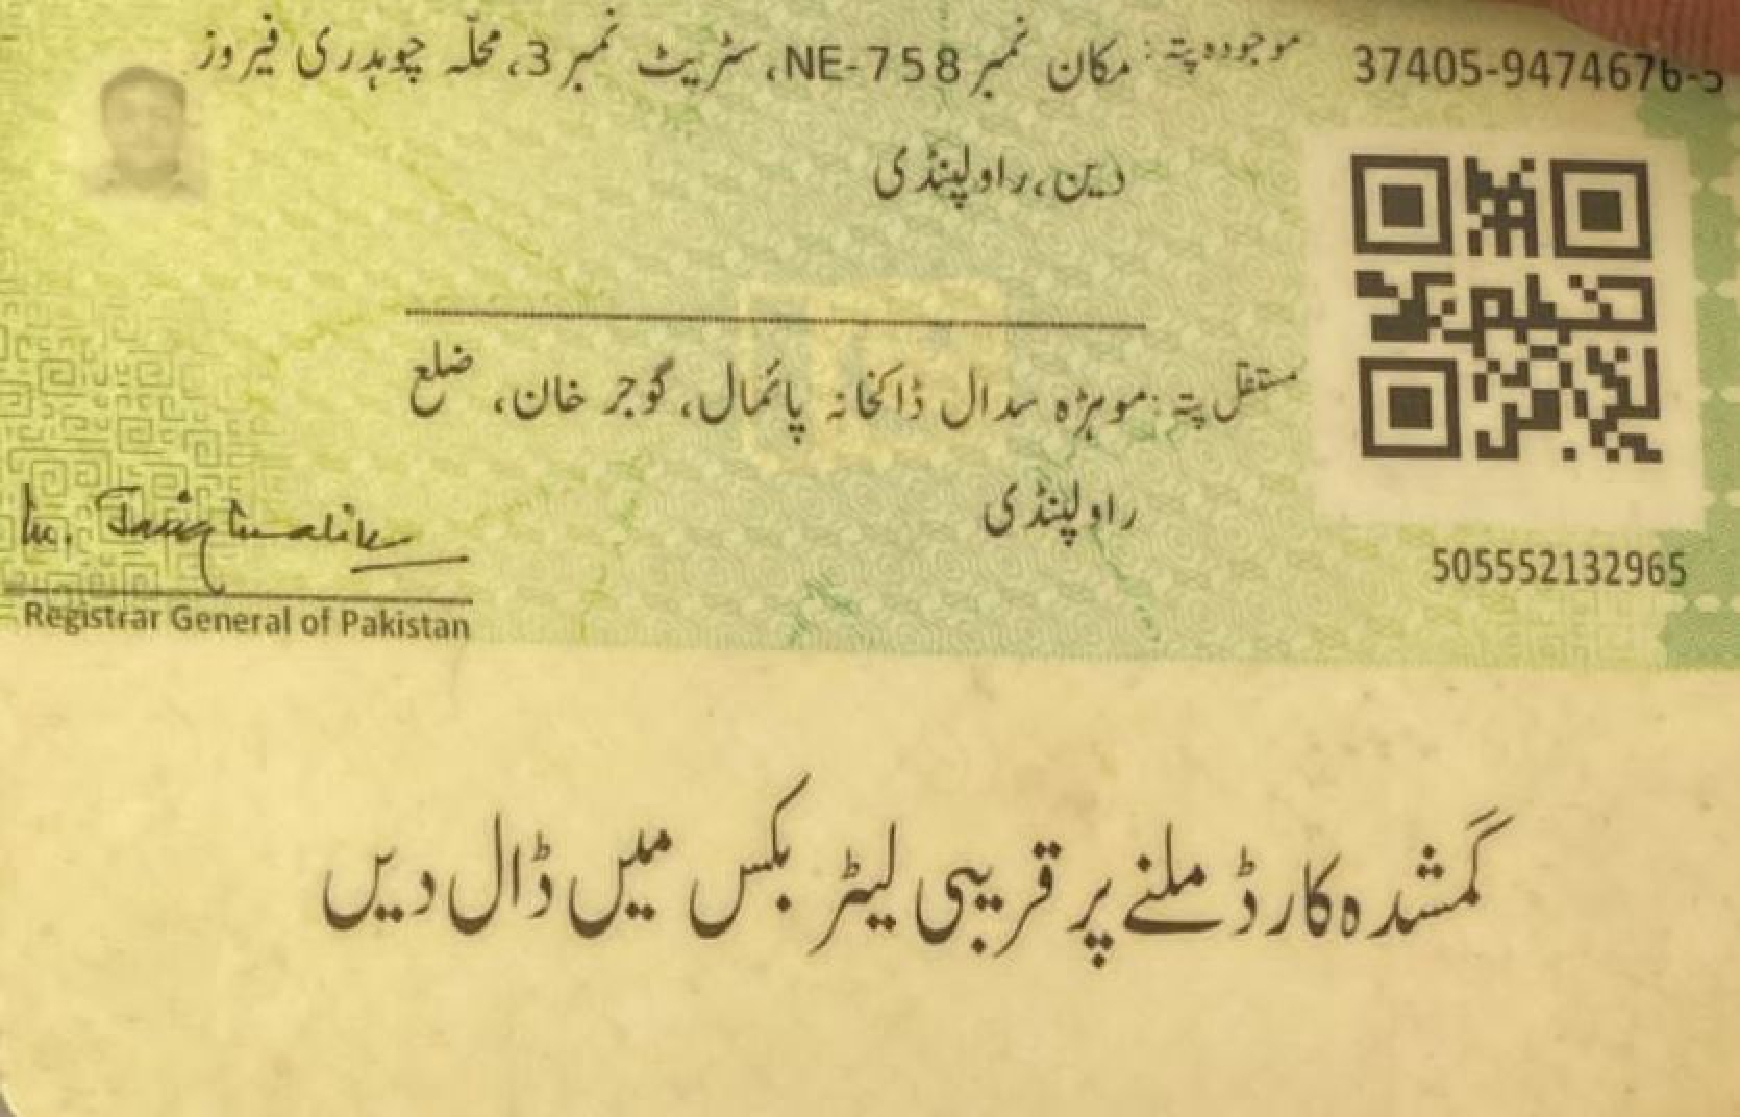 37405-9474676-5
موجودہ پتہ: مکان نمبر NE-758، سٹریٹ نمبر 3، محلّہ چوہدری فیروز
دین، راولپنڈی
مستقل پتہ: موہڑہ سدال ڈاکخانہ پائمال، گوجر خان، ضلع
راولپنڈی
505552132965
Registrar General of Pakistan
گمشدہ کارڈ ملنے پر قریبی لیٹر بکس میں ڈال دیں